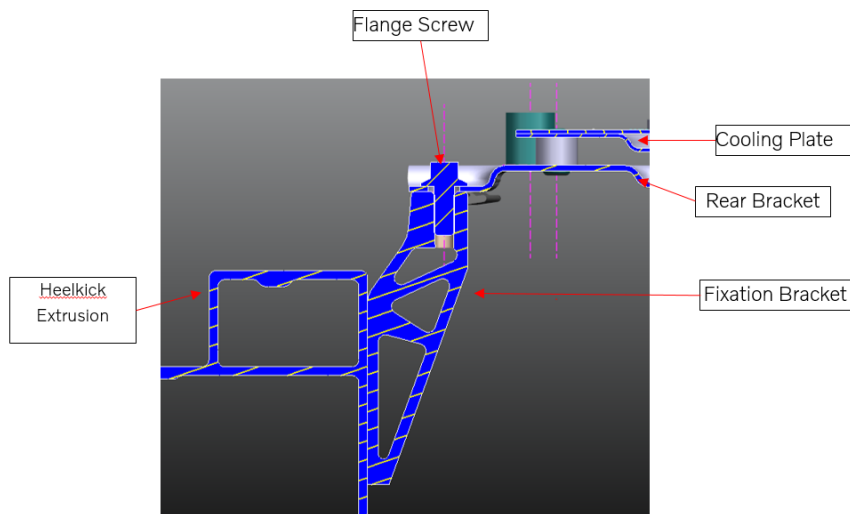 Flange Screw
Cooling Plate
Rear Bracket
Heelkick
Extrusion
Fixation Bracket